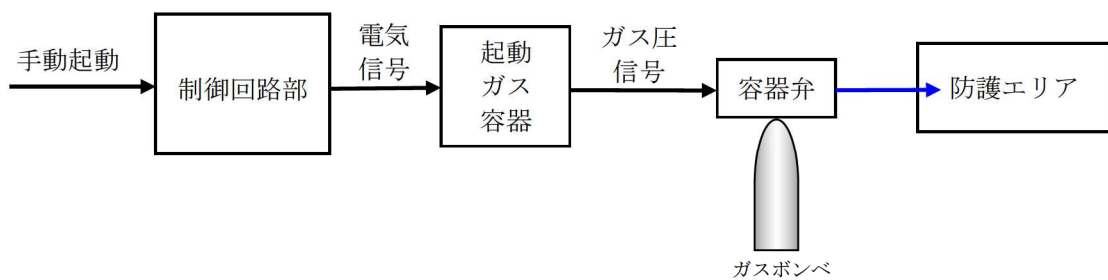 手動起動
制御回路部
電気
信号
起動
ガス
容器
ガス圧
信号
容器弁
防護エリア
ガスボンベ